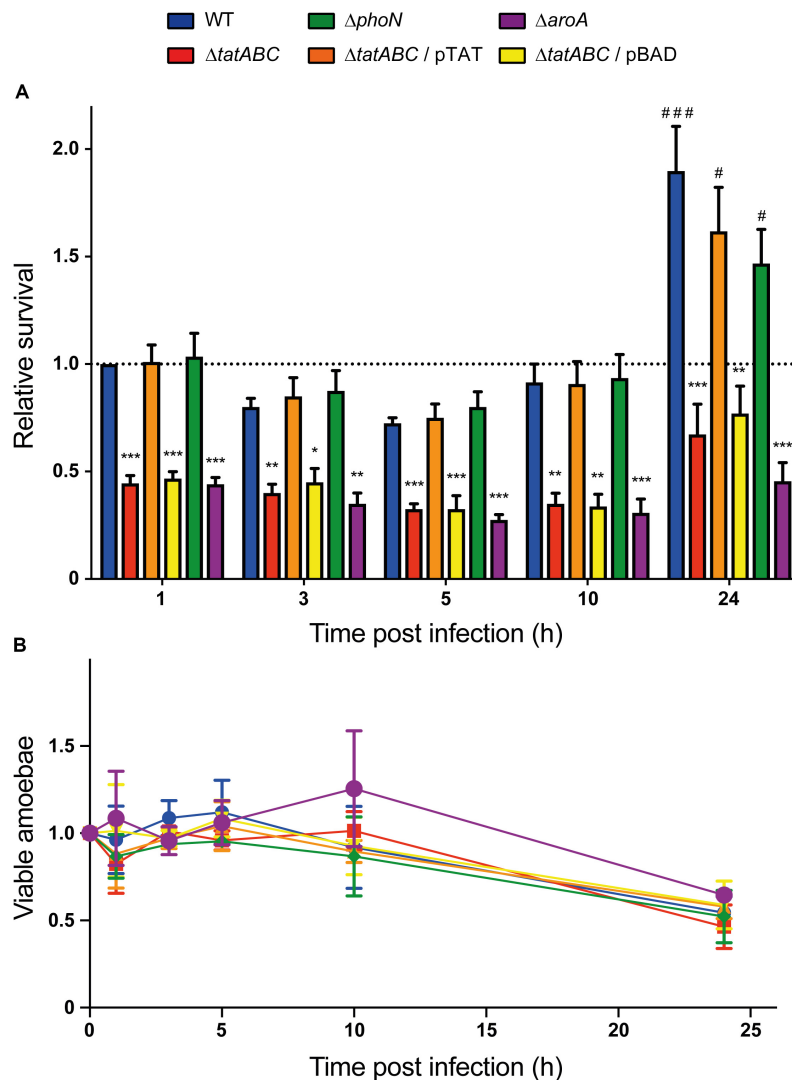 WT ΔphoN ΔaroA
ΔtatABC ΔtatABC / pTAT ΔtatABC / pBAD
A
###
2.0
#
#
1.5
Relative survival
1.0
***
**
*** *** *** ** * ** *** *** *** ** ** *** ***
0.5
0
1 3 5 10 24
Time post infection (h)
B
1.5
Viable amoebae
1.0
0.5
0
0 5 10 15 20 25
Time post infection (h)